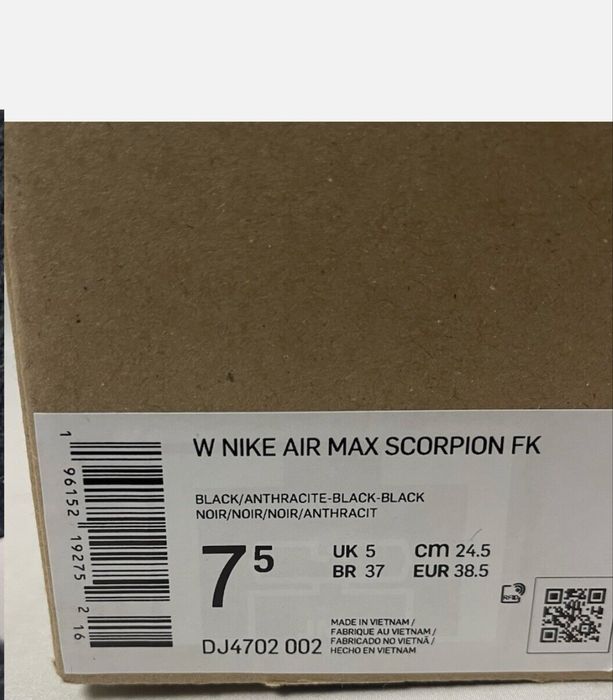 W NIKE AIR MAX SCORPION FK
BLACK/ANTHRACITE-BLACK-BLACK
NOIR/NOIR/NOIR/ANTHRACIT
7⁵
UK 5 cm 24.5
BR 37 EUR 38.5
DJ4702 002
MADE IN VIETNAM /
FABRIQUE AU VIETNAM /
FABRICADO NO VIETNÃ /
HECHO EN VIETNAM
RFID
1 96152 19275 2 16